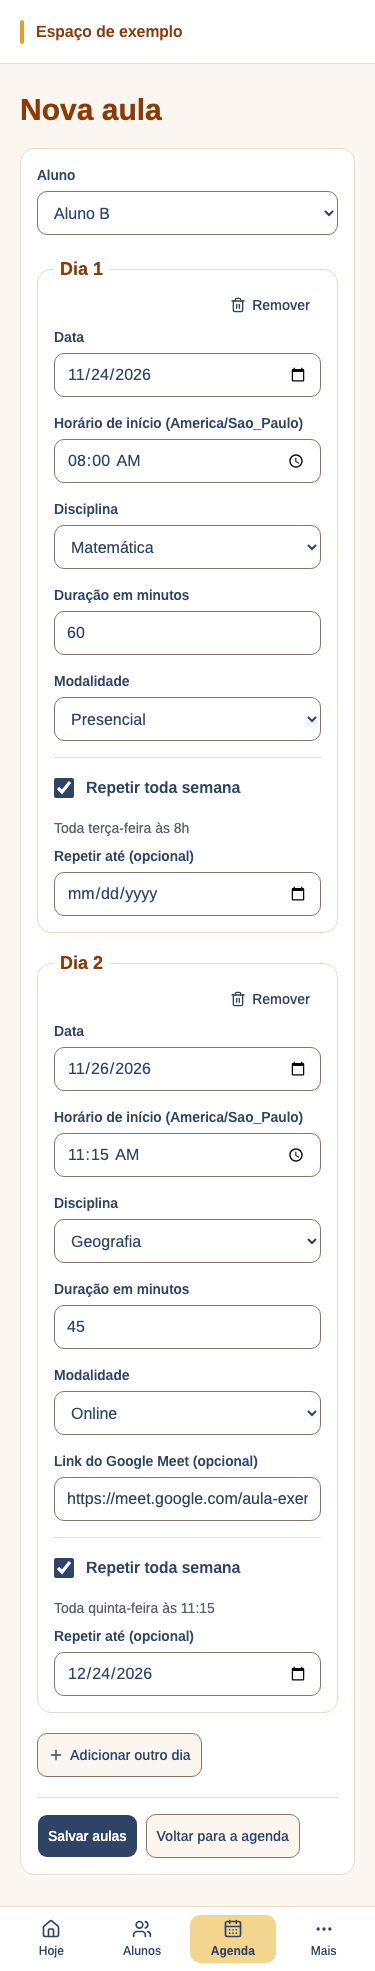 Espaço de exemplo
Nova aula
Aluno
Aluno B
Dia 1
Remover
Data
11/24/2026
Horário de início (America/Sao_Paulo)
08:00 AM
Disciplina
Matemática
Duração em minutos
60
Modalidade
Presencial
Repetir toda semana
Toda terça-feira às 8h
Repetir até (opcional)
mm/dd/yyyy
Dia 2
Remover
Data
11/26/2026
Horário de início (America/Sao_Paulo)
11:15 AM
Disciplina
Geografia
Duração em minutos
45
Modalidade
Online
Link do Google Meet (opcional)
https://meet.google.com/aula-exer
Repetir toda semana
Toda quinta-feira às 11:15
Repetir até (opcional)
12/24/2026
Adicionar outro dia
Salvar aulas Voltar para a agenda
Hoje Alunos Agenda Mais